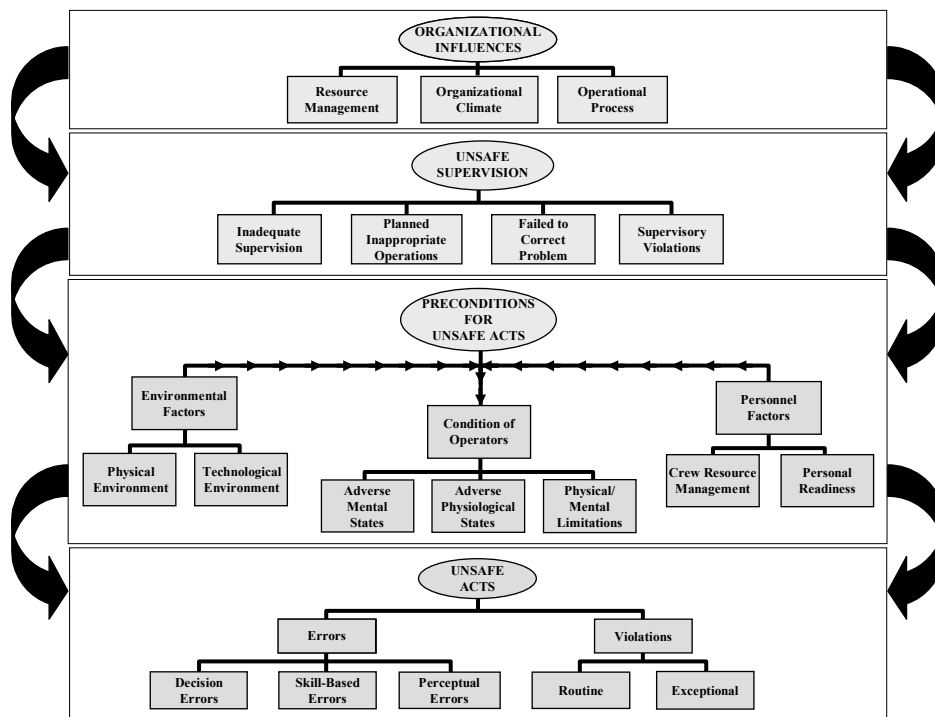 ORGANIZATIONAL
INFLUENCES
Resource
Management
Organizational
Climate
Operational
Process
UNSAFE
SUPERVISION
Inadequate
Supervision
Planned
Inappropriate
Operations
Failed to
Correct
Problem
Supervisory
Violations
PRECONDITIONS
FOR
UNSAFE ACTS
Environmental
Factors
Condition of
Operators
Personnel
Factors
Physical
Environment
Technological
Environment
Adverse
Mental
States
Adverse
Physiological
States
Physical/
Mental
Limitations
Crew Resource
Management
Personal
Readiness
UNSAFE
ACTS
Errors
Violations
Decision
Errors
Skill-Based
Errors
Perceptual
Errors
Routine
Exceptional